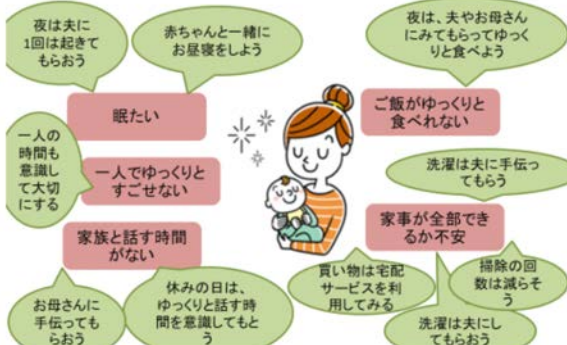 夜は夫に
1回は起きて
もらおう
赤ちゃんと一緒に
お昼寝をしよう
夜は、夫やお母さん
にみてもらってゆっく
りと食べよう
眠たい
ご飯がゆっくりと
食べれない
一人の
時間も
意識し
て大切
にする
一人でゆっくりと
すごせない
洗濯は夫に手伝っ
てもらう
家族と話す時間
がない
家事が全部でき
るか不安
お母さんに
手伝っても
らおう
休みの日は、
ゆっくりと話す時
間を意識してもと
う
買い物は宅配
サービスを利
用してみる
掃除の回
数は減らそ
う
洗濯は夫にし
てもらおう